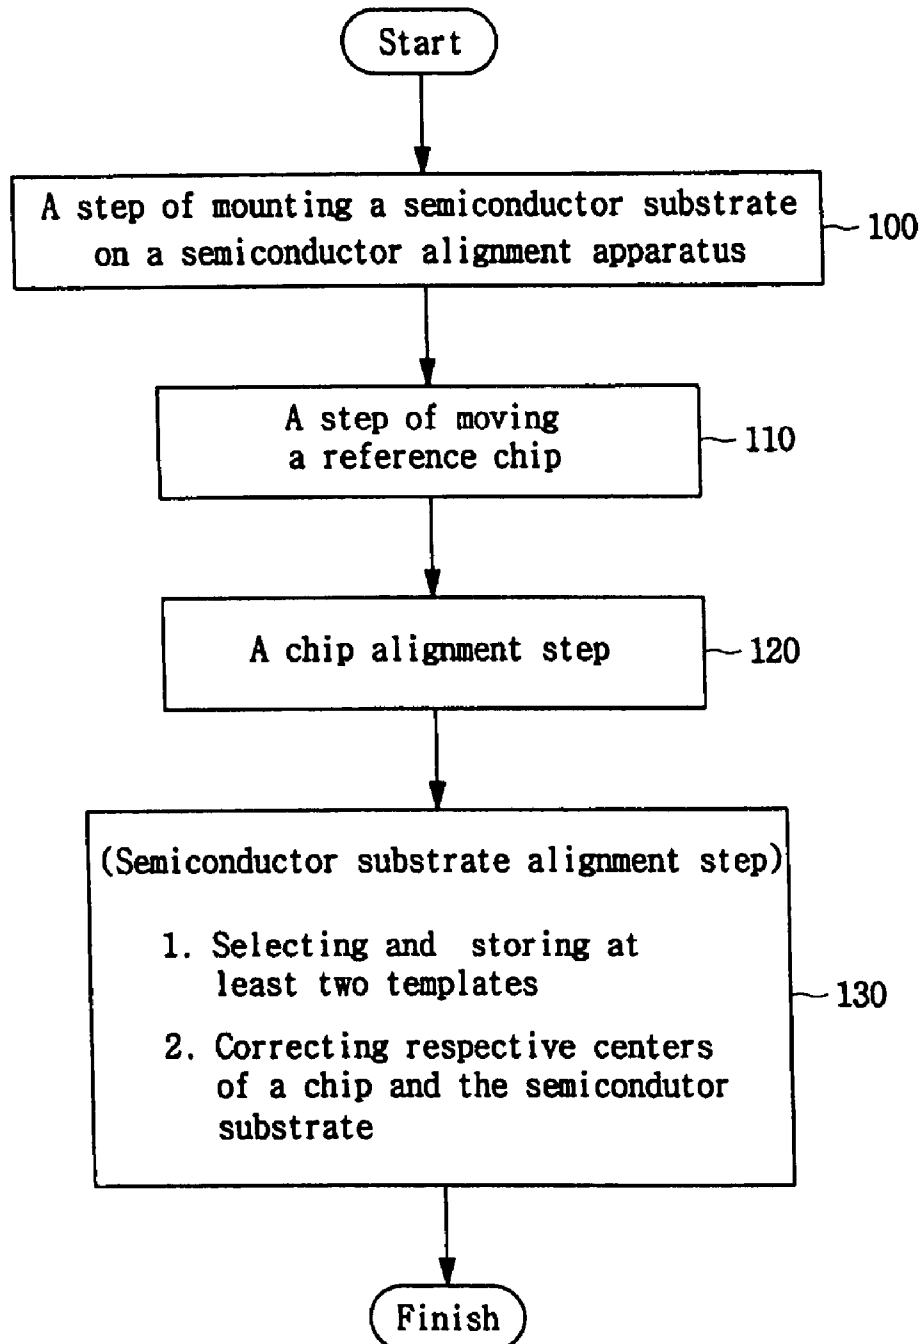 Start
A step of mounting a semiconductor substrate
on a semiconductor alignment apparatus
100
A step of moving
a reference chip
110
A chip alignment step
120
(Semiconductor substrate alignment step)
1. Selecting and storing at
least two templates
2. Correcting respective centers
of a chip and the semicondutor
substrate
130
Finish